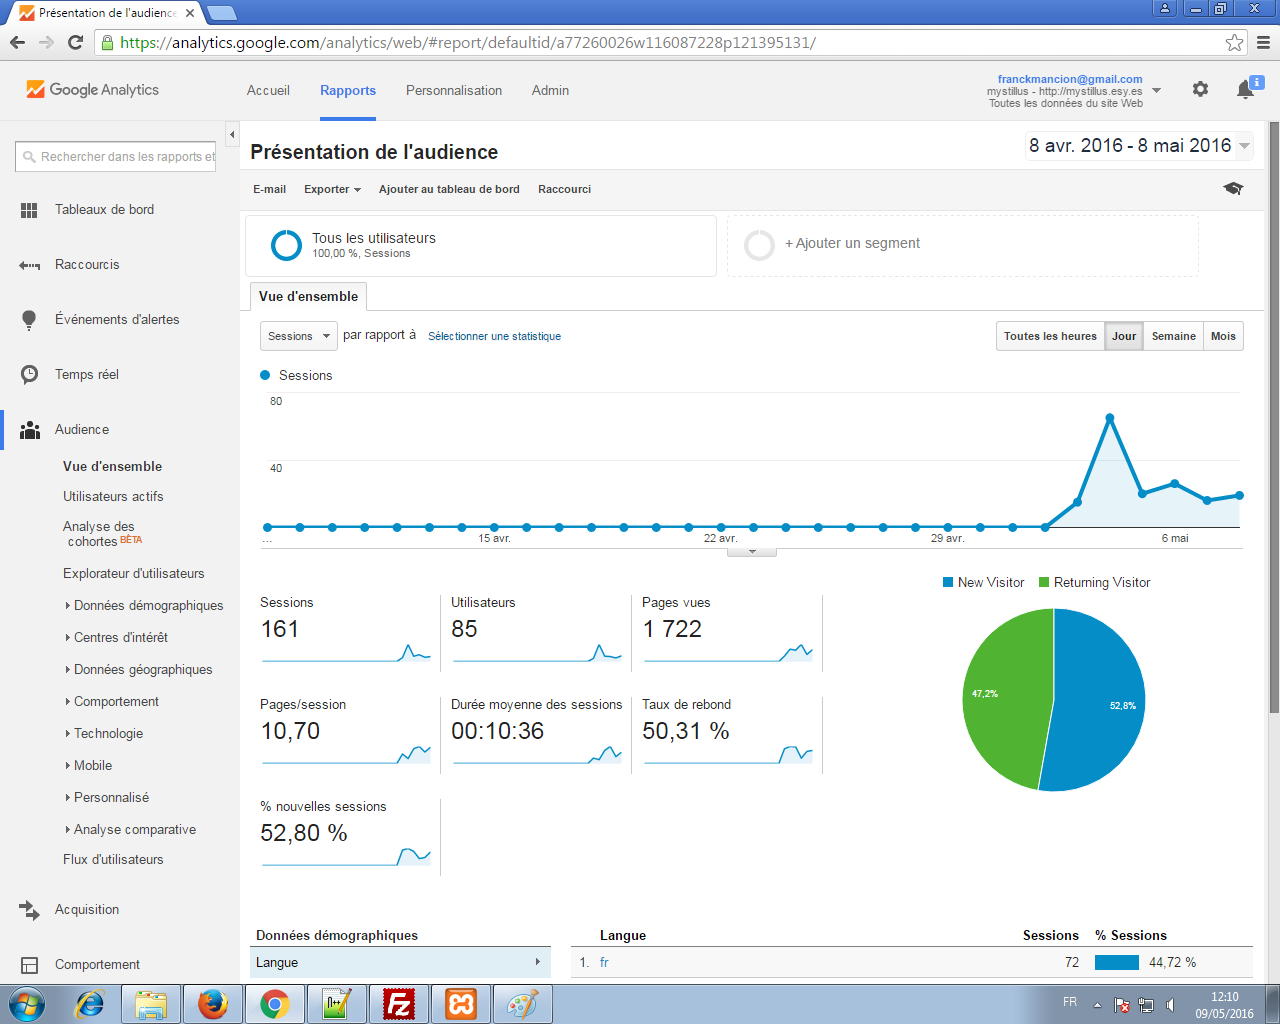 Présentation de l'audience
https://analytics.google.com/analytics/web/#report/defaultid/a77260026w116087228p121395131/
Google Analytics
Accueil
Rapports
Personnalisation
Admin
franckmancion@gmail.com
mystillus - http://mystillus.esy.es
Toutes les données du site Web
Rechercher dans les rapports et
Tableaux de bord
Raccourcis
Événements d'alertes
Temps réel
Audience
Vue d'ensemble
Utilisateurs actifs
Analyse des
cohortes BÊTA
Explorateur d'utilisateurs
Données démographiques
Centres d'intérêt
Données géographiques
Comportement
Technologie
Mobile
Personnalisé
Analyse comparative
Flux d'utilisateurs
Acquisition
Comportement
Présentation de l'audience
8 avr. 2016 - 8 mai 2016
E-mail
Exporter
Ajouter au tableau de bord
Raccourci
Tous les utilisateurs
100,00 %, Sessions
+ Ajouter un segment
Vue d'ensemble
Sessions
par rapport à
Sélectionner une statistique
Toutes les heures
Jour
Semaine
Mois
Sessions
80
40
...
15 avr.
22 avr.
29 avr.
6 mai
Sessions
161
Utilisateurs
85
Pages vues
1 722
Pages/session
10,70
Durée moyenne des sessions
00:10:36
Taux de rebond
50,31 %
% nouvelles sessions
52,80 %
New Visitor
Returning Visitor
47,2%
52,8%
Données démographiques
Langue
Langue
Sessions
% Sessions
1. fr
72
44,72 %
FR
12:10
09/05/2016